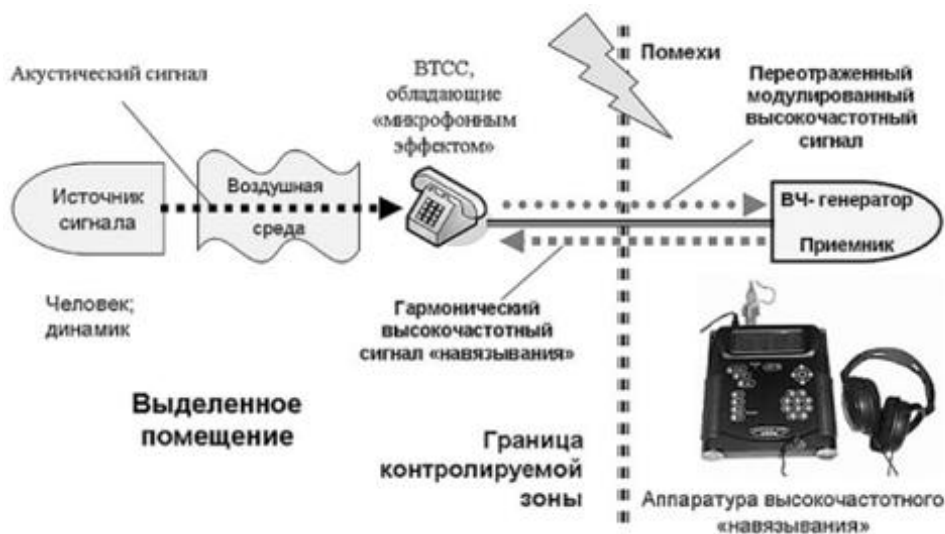 Акустический сигнал
ВТСС,
обладающие
«микрофонным
эффектом»
Помехи
Переотраженный
модулированный
высокочастотный
сигнал
Источник
сигнала
Воздушная
среда
ВЧ- генератор
Приемник
Человек;
динамик
Гармонический
высокочастотный
сигнал «навязывания»
Выделенное
помещение
Граница
контролируемой
зоны
Аппаратура высокочастотного
«навязывания»